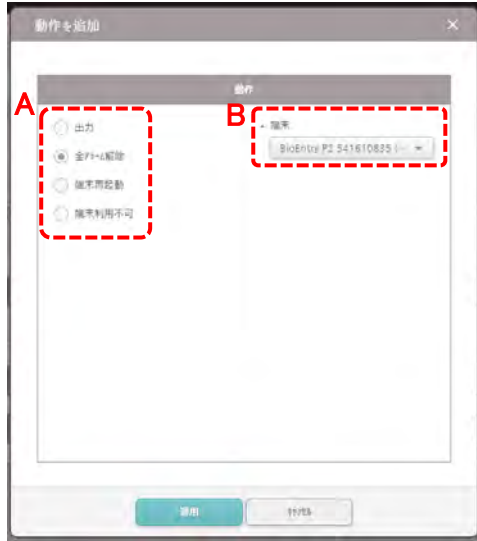 動作を追加
動作
A
出力
全ｱﾗｰﾑ解除
端末再起動
端末利用不可
B
端末
BioEntry P2 541610835 (···
適用
ｷｬﾝｾﾙ